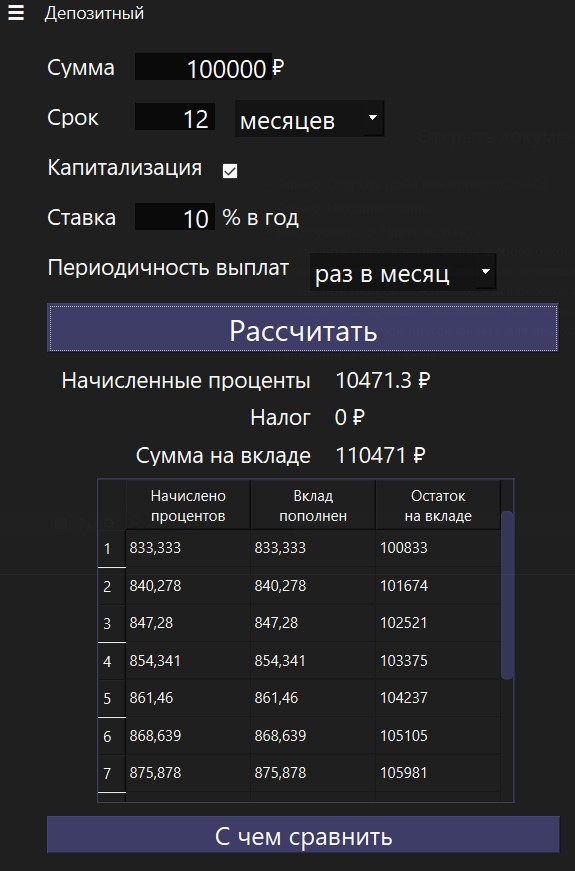 Депозитный
Сумма 100000 ₽
Срок 12 месяцев
Капитализация
Ставка 10 % в год
Периодичность выплат раз в месяц
Рассчитать
Начисленные проценты 10471.3 ₽
Налог 0 ₽
Сумма на вкладе 110471 ₽
Начислено Вклад Остаток
процентов пополнен на вкладе
1 833,333 833,333 100833
2 840,278 840,278 101674
3 847,28 847,28 102521
4 854,341 854,341 103375
5 861,46 861,46 104237
6 868,639 868,639 105105
7 875,878 875,878 105981
С чем сравнить